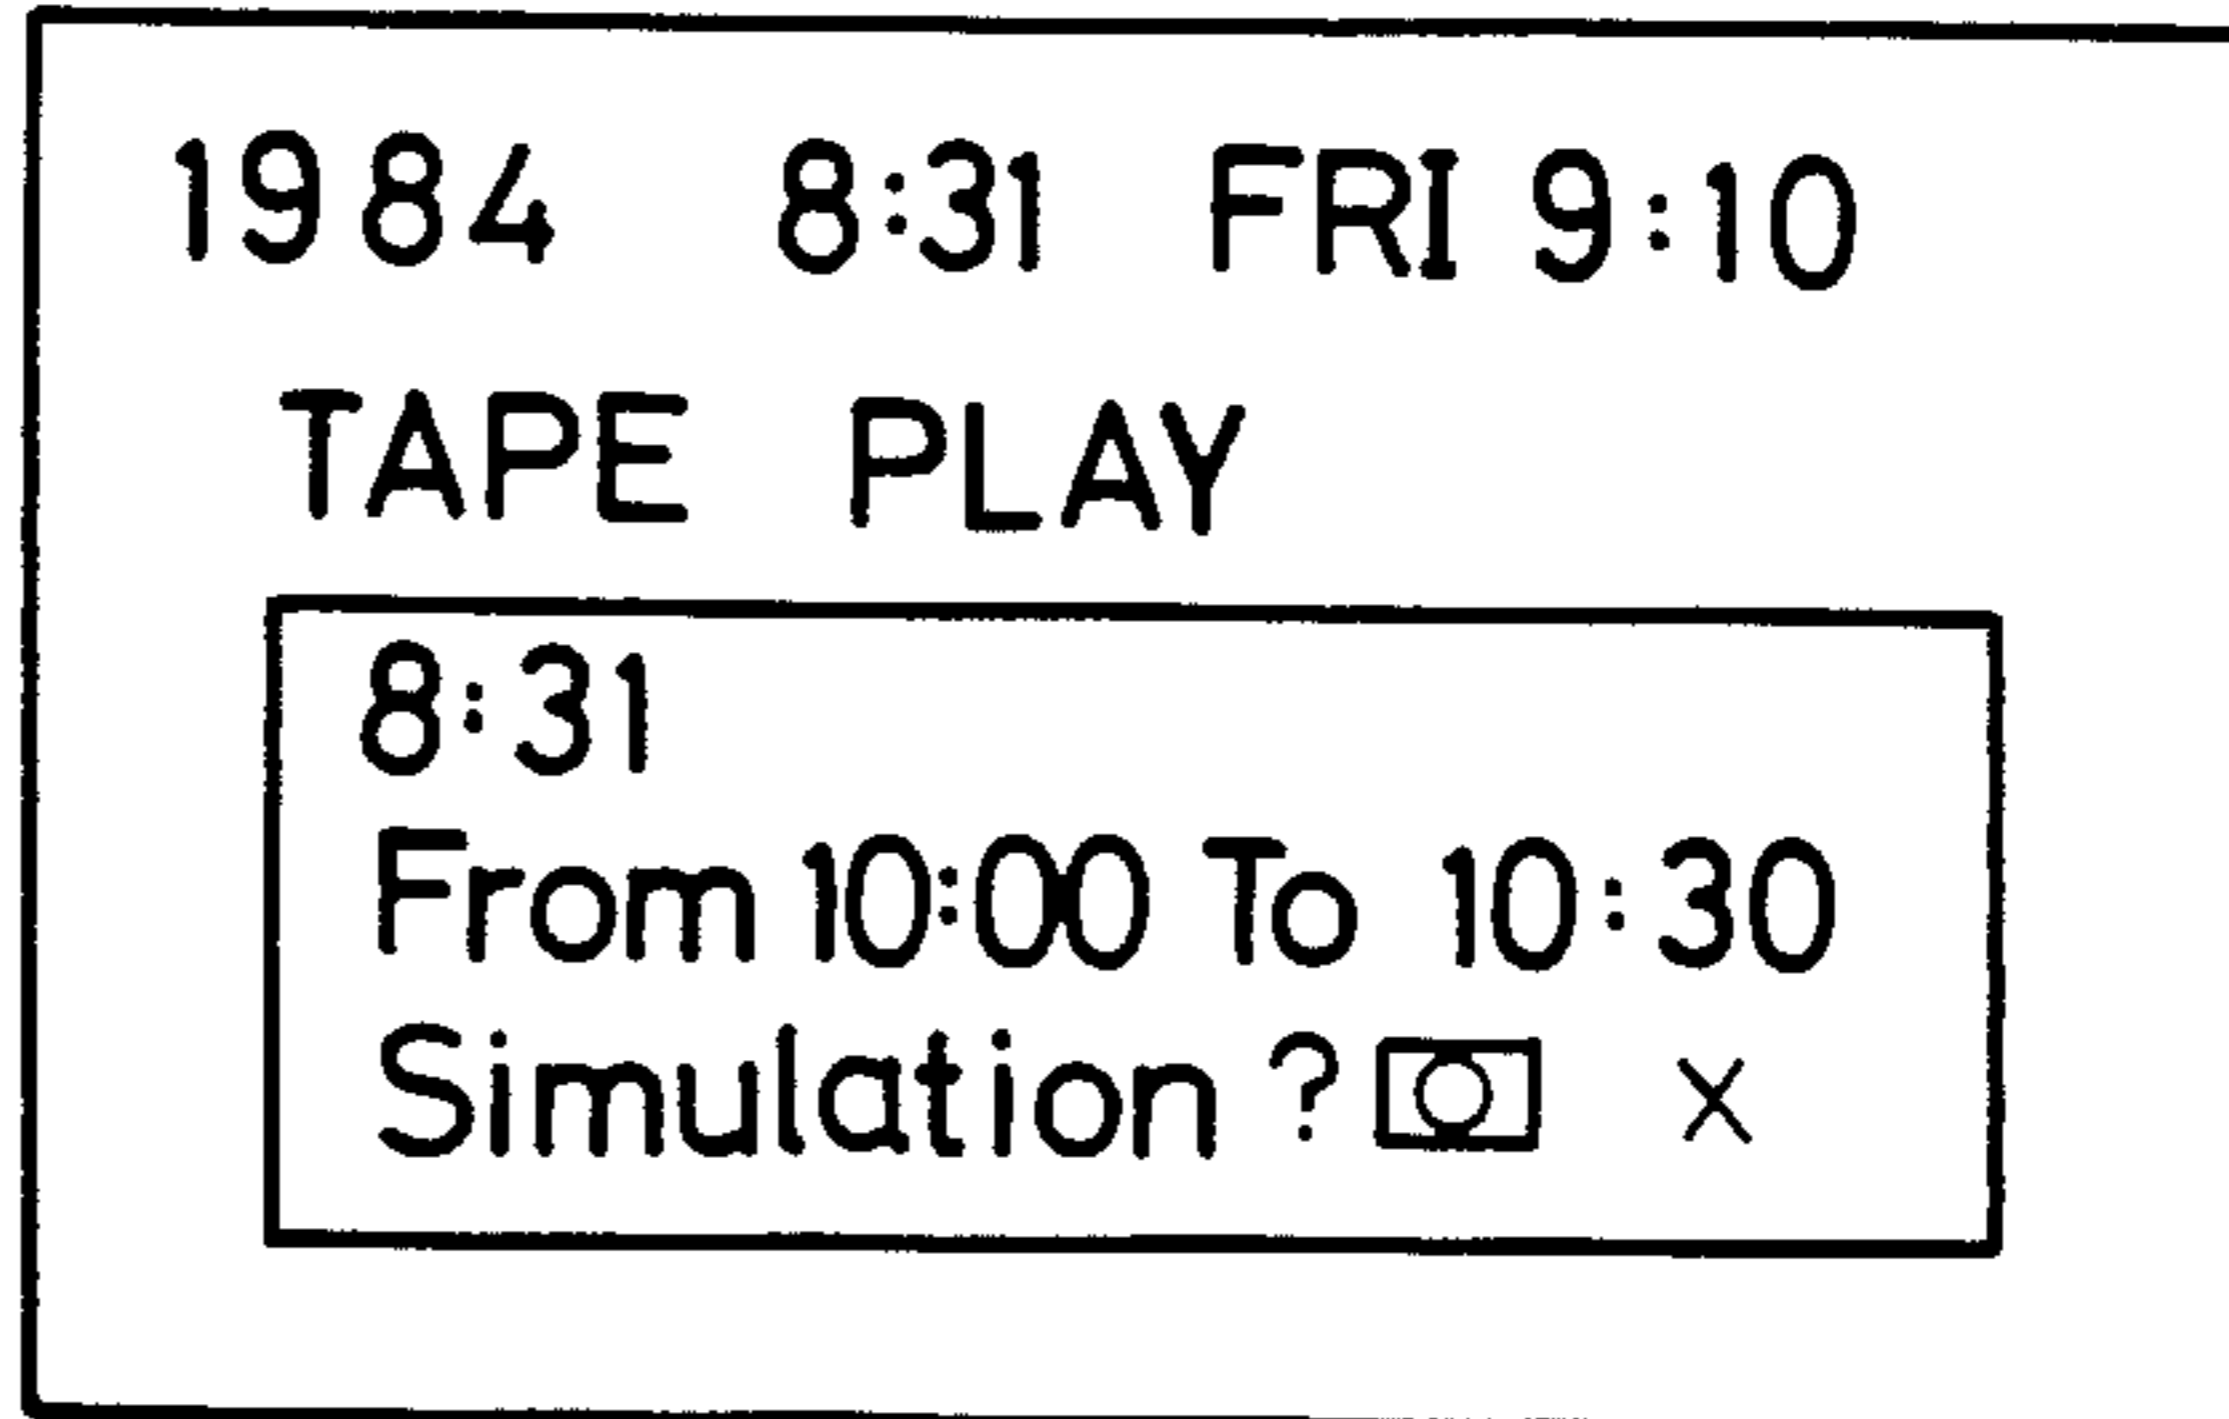 1984 8:31 FRI 9:10
TAPE PLAY
8:31
From 10:00 To 10:30
Simulation ? O X